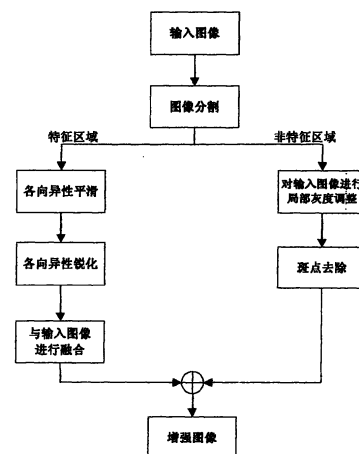 输入图像
图像分割
特征区域
非特征区域
各向异性平滑
对输入图像进行
局部灰度调整
各向异性锐化
斑点去除
与输入图像
进行融合
增强图像